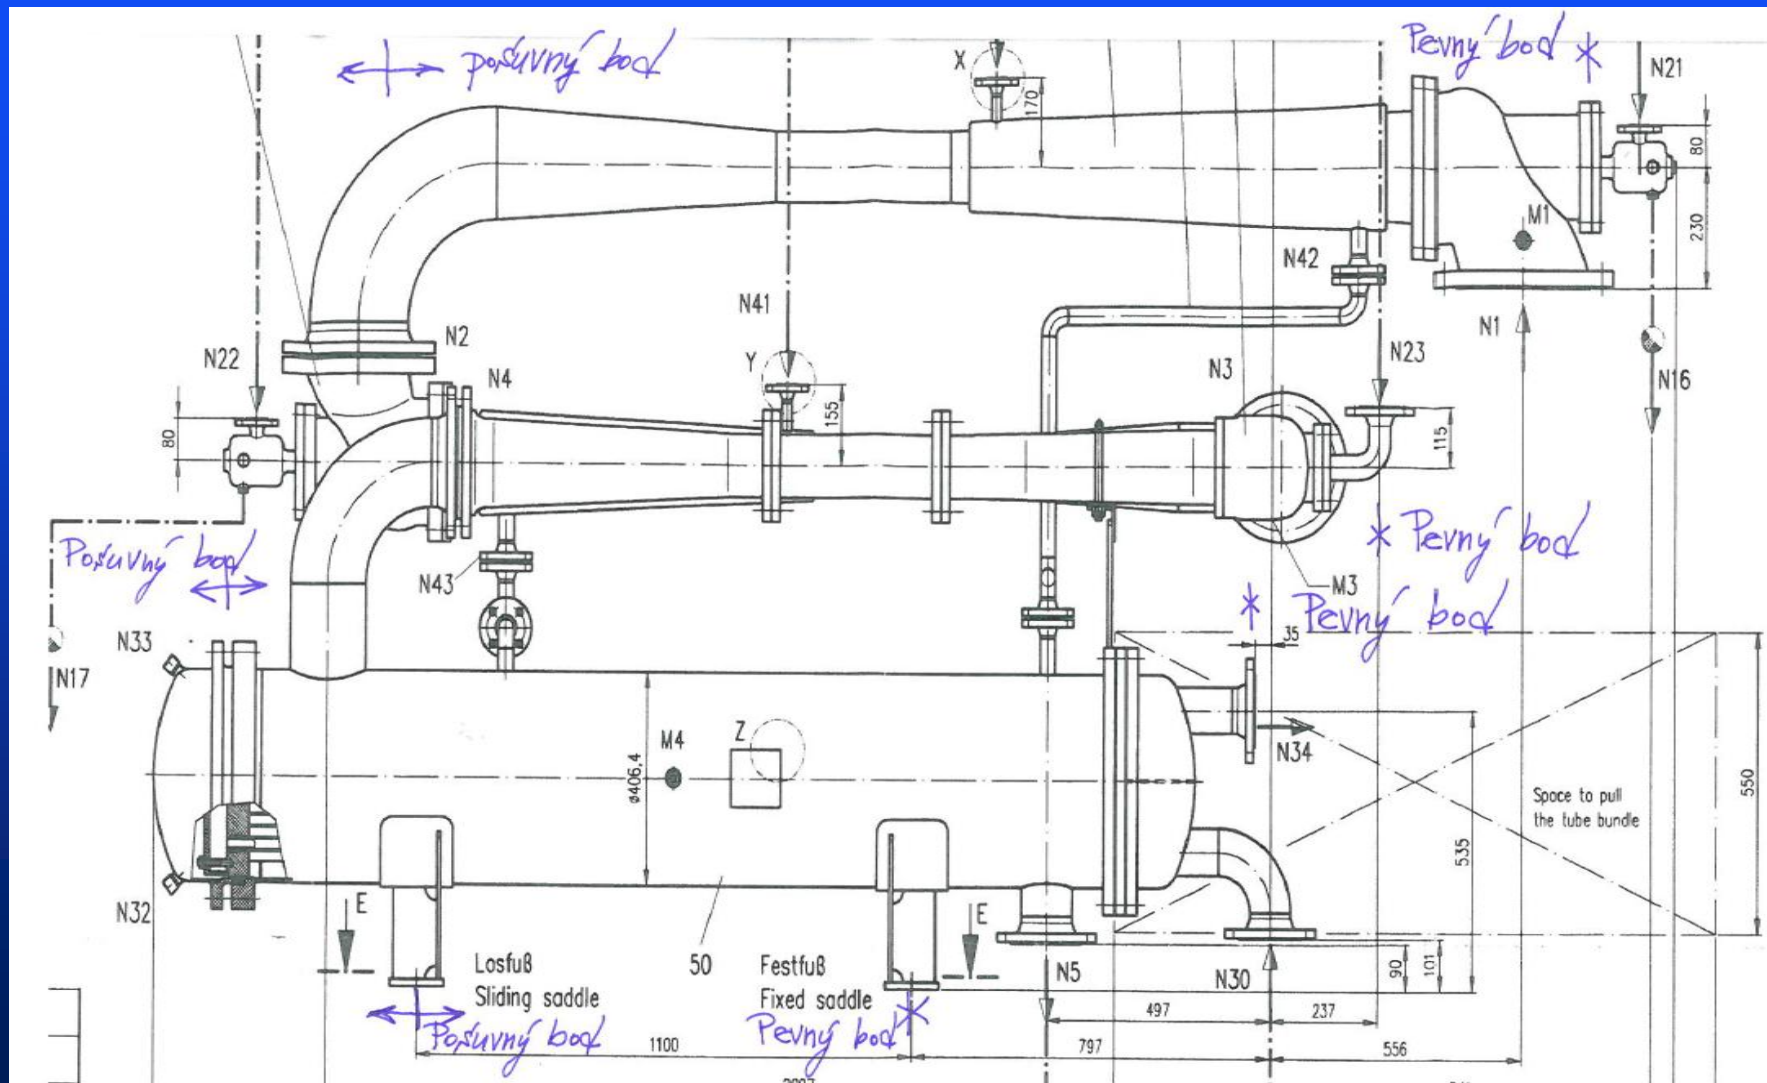 pošuvný bod
Pevný bod
N21
X
170
80
M1
230
N42
N41
N1
N2
N22
N23
Y
N4
N3
N16
155
80
115
Pevný bod
Pošuvný bod
N43
M3
Pevný bod
N33
35
N17
N34
M4
Z
ø406,4
550
Space to pull
the tube bundle
535
N32
E
E
Losfuß
50
Festfuß
N5
N30
90
101
Sliding saddle
Fixed saddle
497
237
Pošuvný bod
Pevný bod
1100
797
556